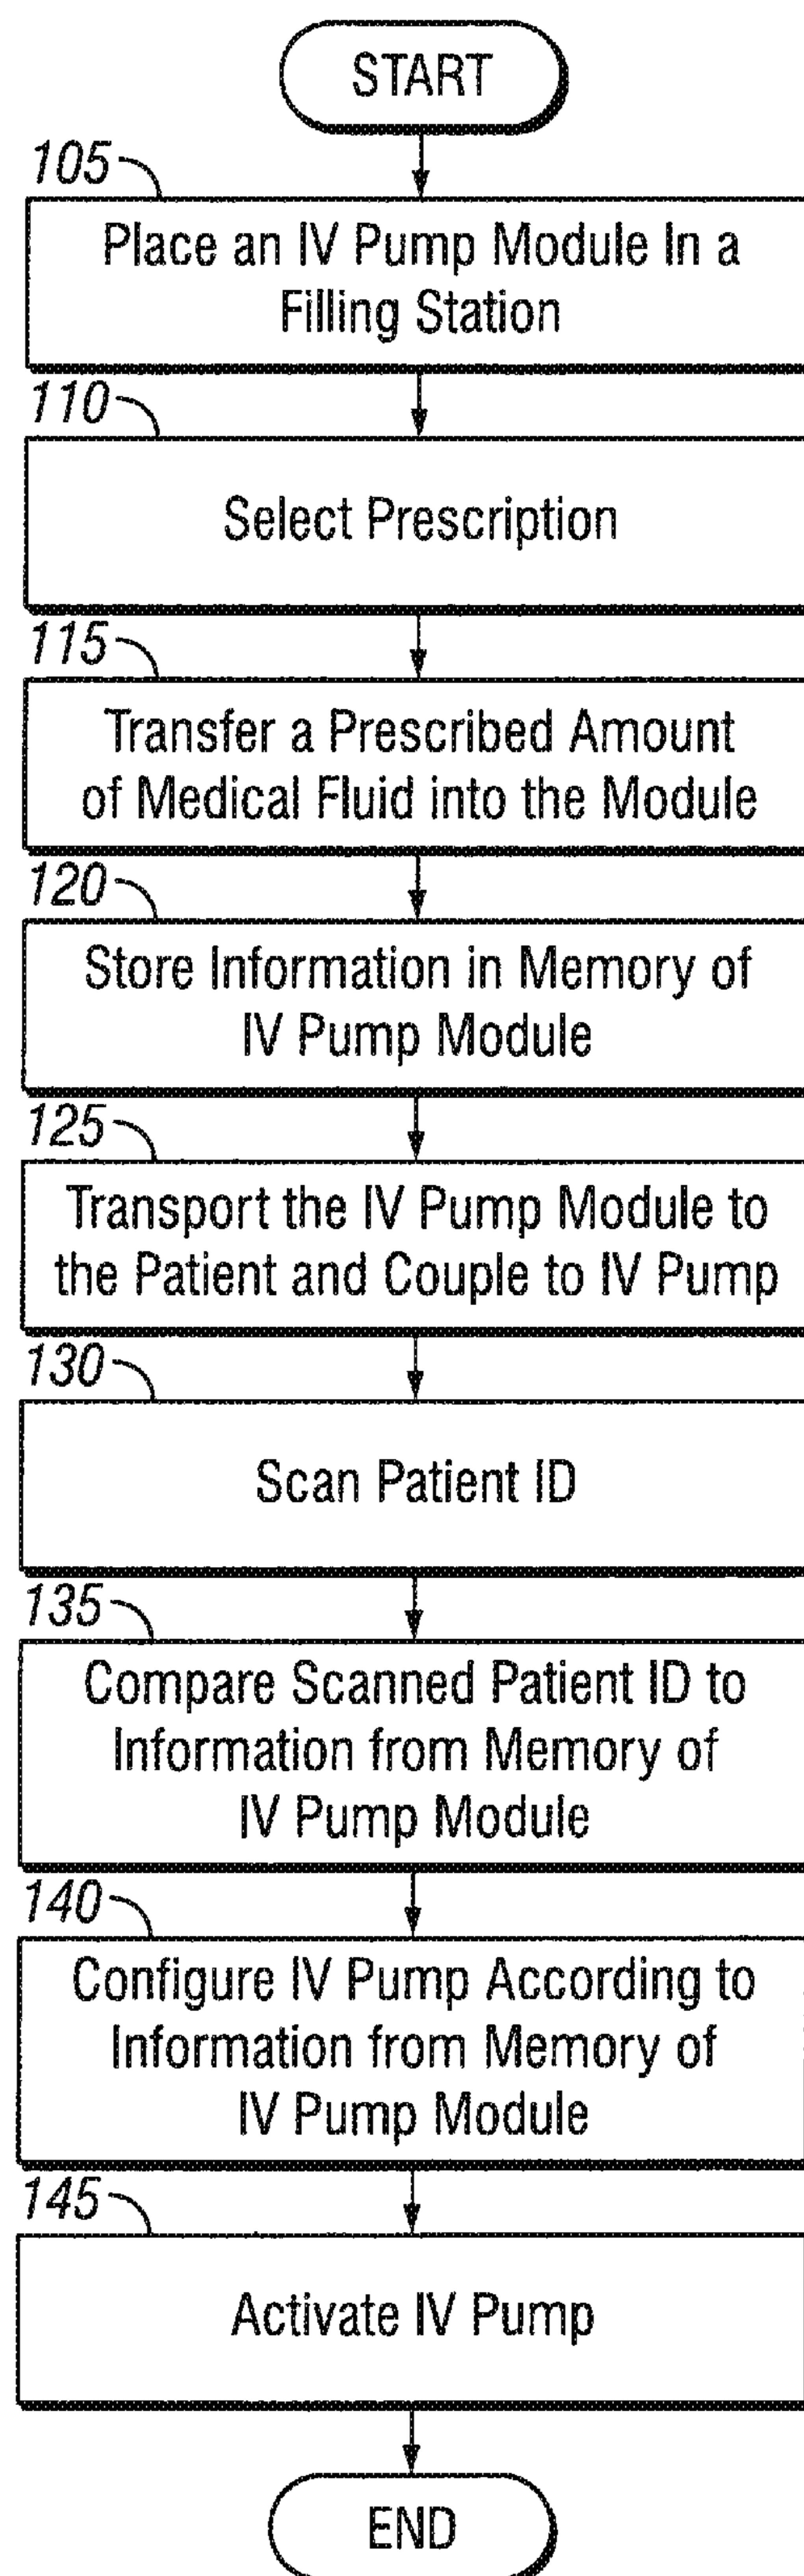 START
105
Place an IV Pump Module In a
Filling Station
110
Select Prescription
115
Transfer a Prescribed Amount
of Medical Fluid into the Module
120
Store Information in Memory of
IV Pump Module
125
Transport the IV Pump Module to
the Patient and Couple to IV Pump
130
Scan Patient ID
135
Compare Scanned Patient ID to
Information from Memory of
IV Pump Module
140
Configure IV Pump According to
Information from Memory of
IV Pump Module
145
Activate IV Pump
END